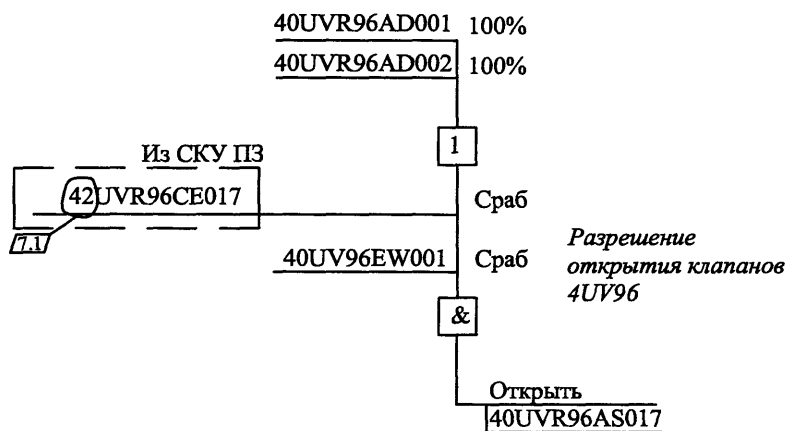 40UVR96AD001 100%
40UVR96AD002 100%
1
Из СКУ ПЗ
42UVR96CE017
Сраб
7.1
40UV96EW001 Сраб
Разрешение
открытия клапанов
4UV96
&
Открыть
40UVR96AS017